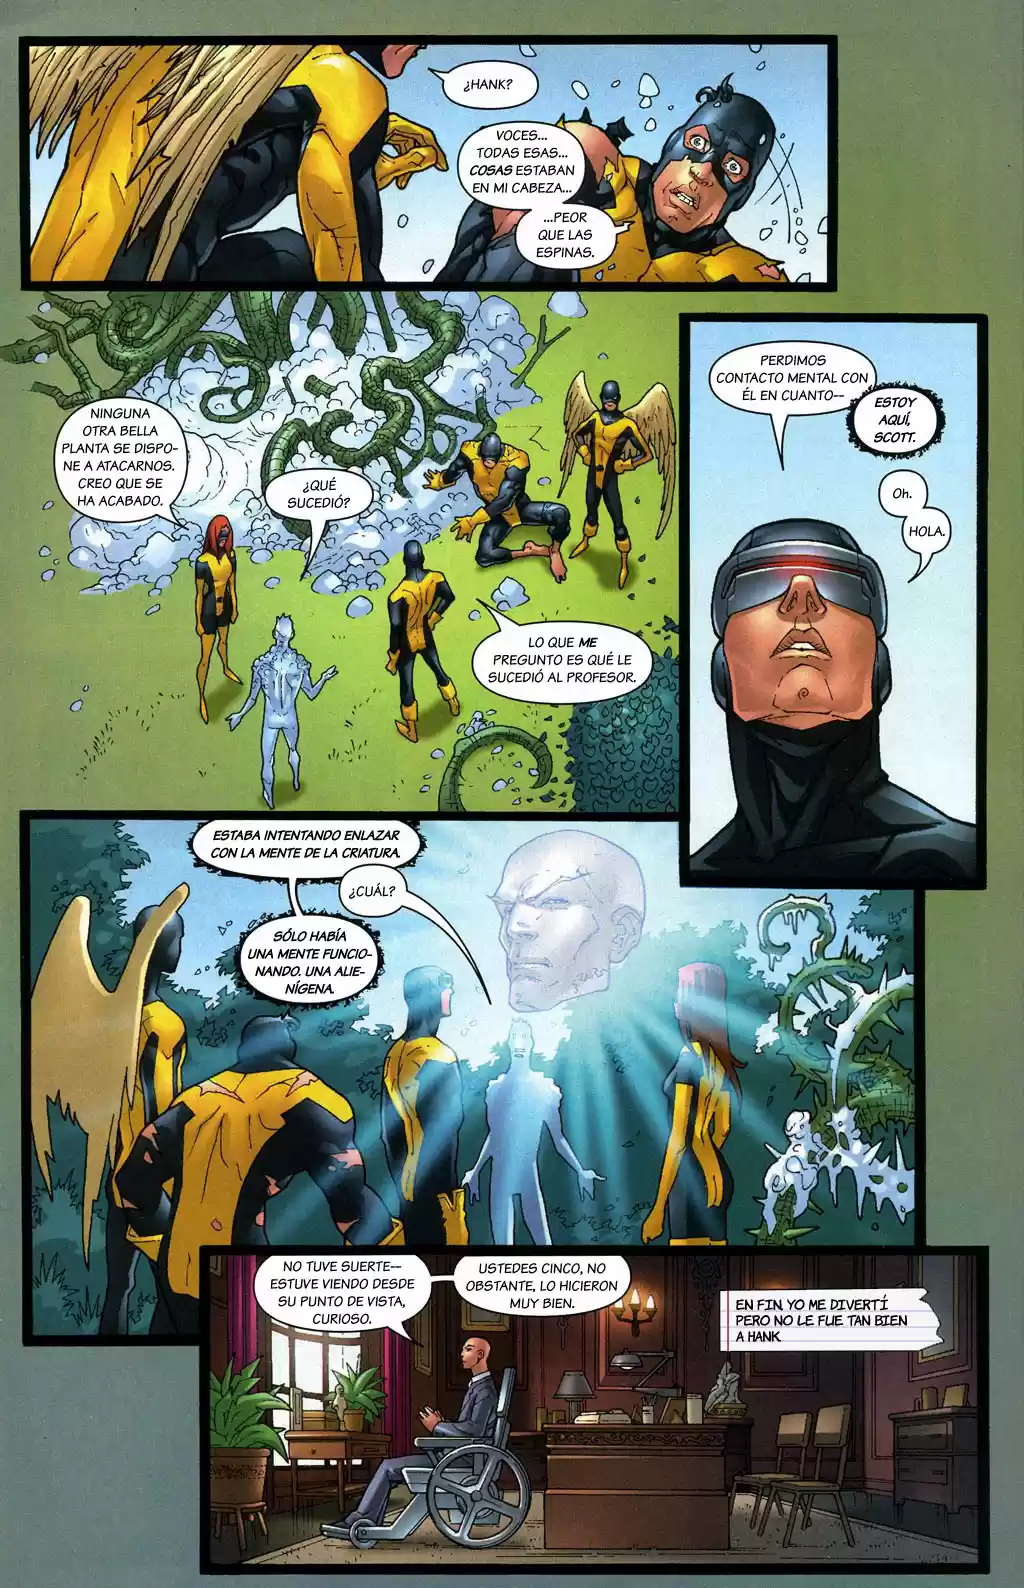 ¿HANK?
VOCES...
TODAS ESAS...
COSAS ESTABAN
EN MI CABEZA...
...PEOR
QUE LAS
ESPINAS.
NINGUNA
OTRA BELLA
PLANTA SE DISPO-
NE A ATACARNOS.
CREO QUE SE
HA ACABADO.
¿QUÉ
SUCEDIÓ?
LO QUE ME
PREGUNTO ES QUÉ LE
SUCEDIÓ AL PROFESOR.
PERDIMOS
CONTACTO MENTAL CON
ÉL EN CUANTO--
ESTOY
AQUÍ,
SCOTT.
Oh.
HOLA.
ESTABA INTENTANDO ENLAZAR
CON LA MENTE DE LA CRIATURA.
¿CUÁL?
SÓLO HABÍA
UNA MENTE FUNCIO-
NANDO. UNA ALIE-
NÍGENA.
NO TUVE SUERTE--
ESTUVE VIENDO DESDE
SU PUNTO DE VISTA,
CURIOSO.
USTEDES CINCO, NO
OBSTANTE, LO HICIERON
MUY BIEN.
EN FIN. YO ME DIVERTÍ
PERO NO LE FUE TAN BIEN
A HANK.